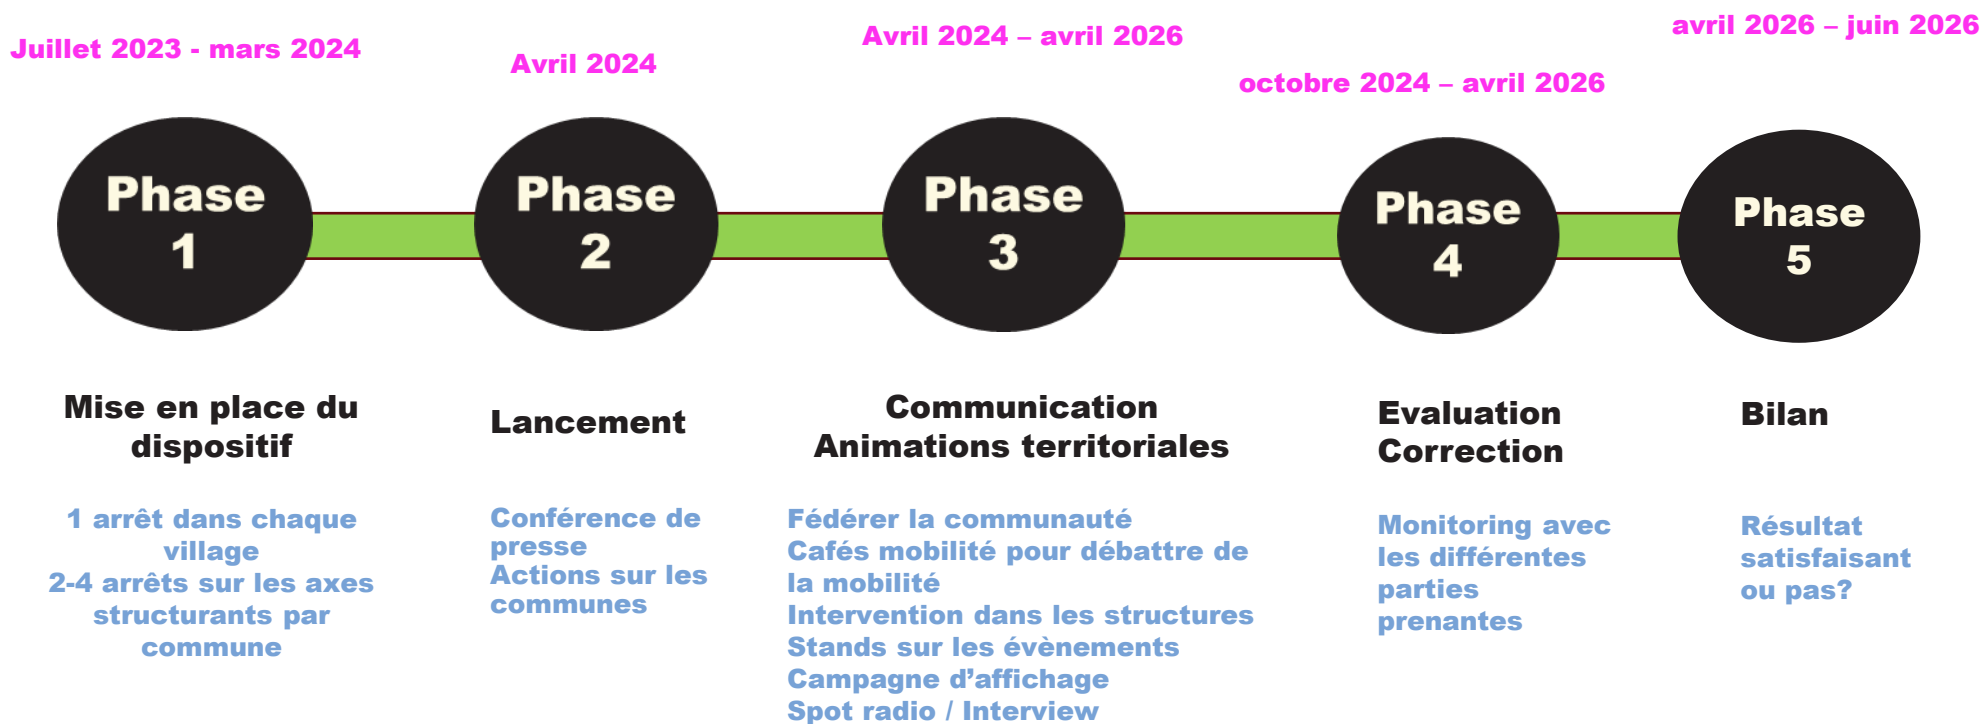 Juillet 2023 - mars 2024
Avril 2024
Avril 2024 – avril 2026
octobre 2024 – avril 2026
avril 2026 – juin 2026
Phase
1
Phase
2
Phase
3
Phase
4
Phase
5
Mise en place du
dispositif
1 arrêt dans chaque
village
2-4 arrêts sur les axes
structurants par
commune
Lancement
Conférence de
presse
Actions sur les
communes
Communication
Animations territoriales
Fédérer la communauté
Cafés mobilité pour débattre de
la mobilité
Intervention dans les structures
Stands sur les évènements
Campagne d’affichage
Spot radio / Interview
Evaluation
Correction
Monitoring avec
les différentes
parties
prenantes
Bilan
Résultat
satisfaisant
ou pas?